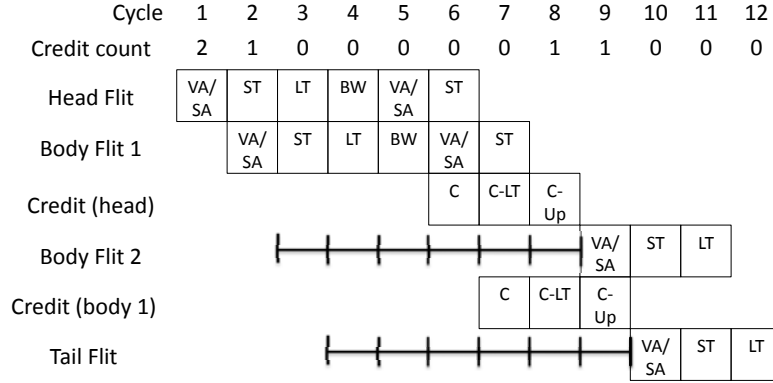 Cycle 1 2 3 4 5 6 7 8 9 10 11 12
Credit count 2 1 0 0 0 0 0 1 1 0 0 0
Head Flit VA/ SA ST LT BW VA/ SA ST
Body Flit 1 VA/ SA ST LT BW VA/ SA ST
Credit (head) C C-LT C- Up
Body Flit 2 VA/ SA ST LT
Credit (body 1) C C-LT C- Up
Tail Flit VA/ SA ST LT